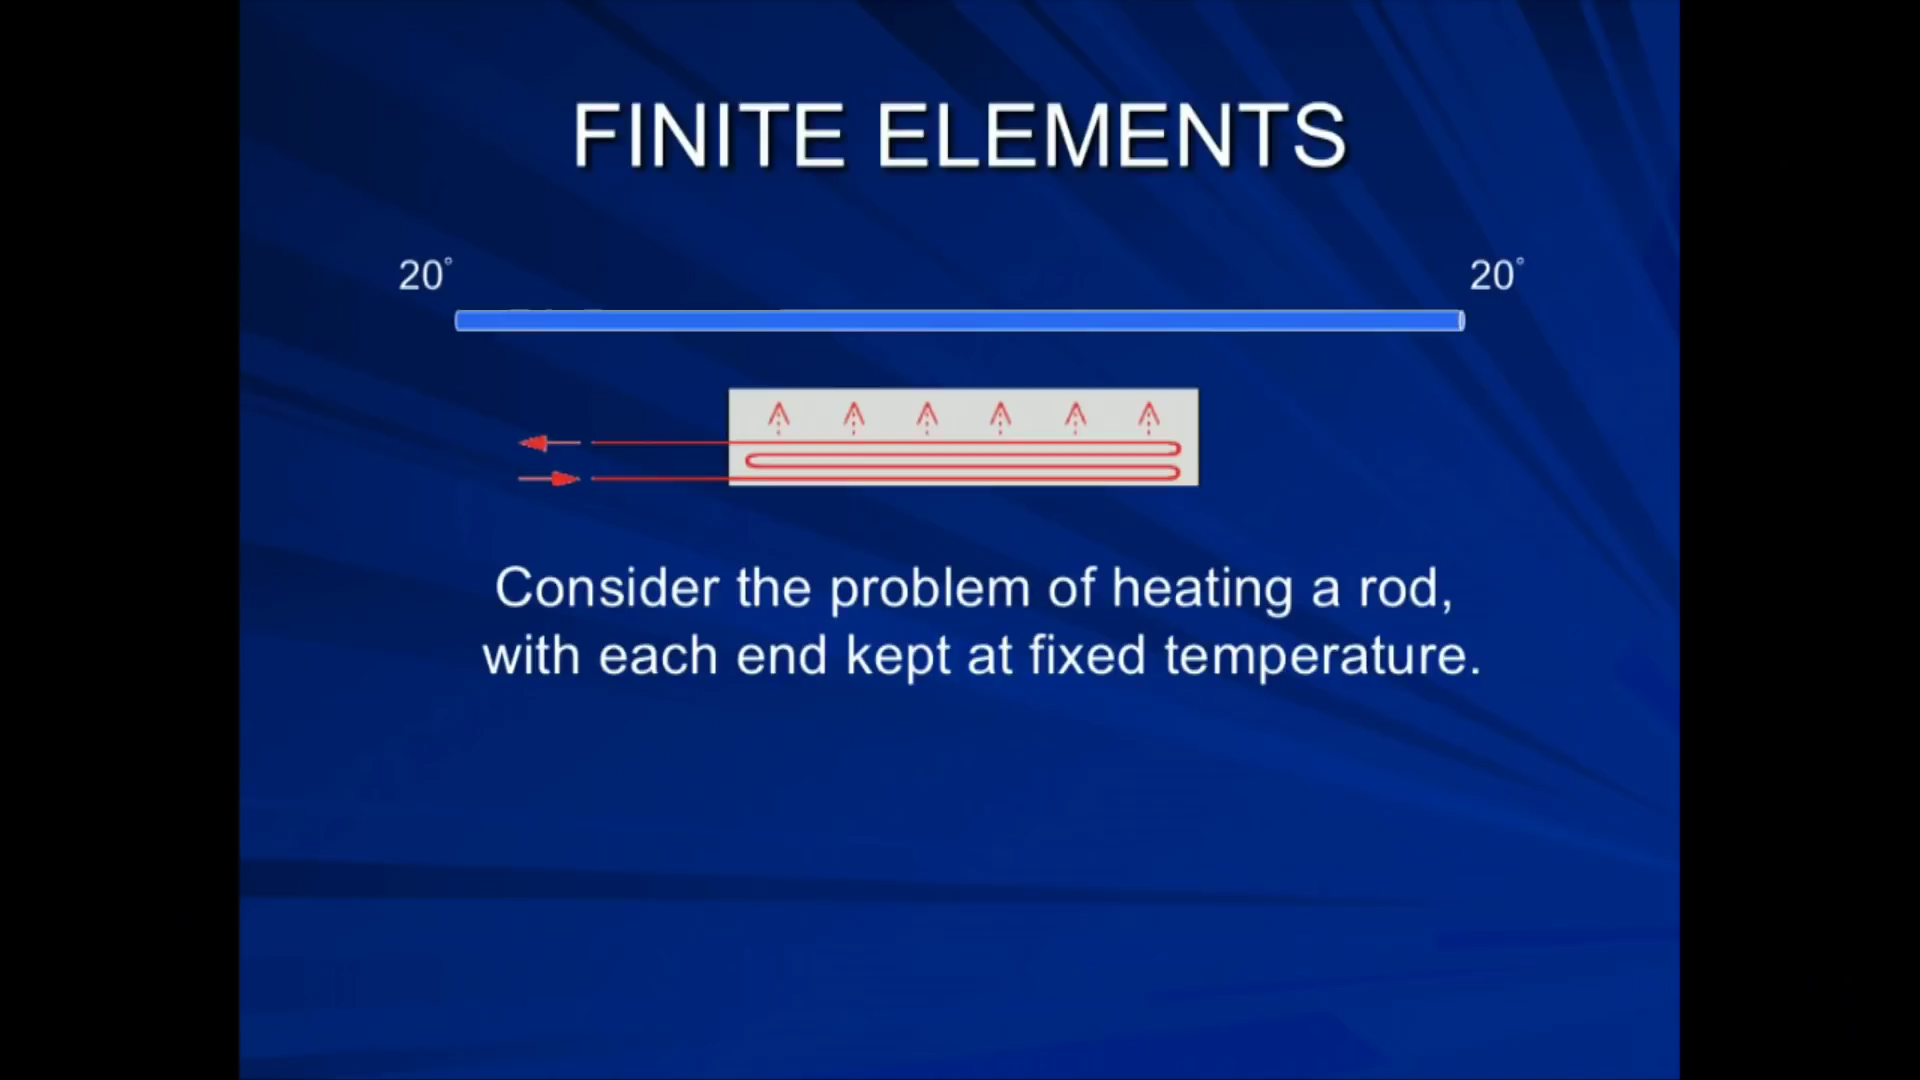 FINITE ELEMENTS
20° 20°
Consider the problem of heating a rod,
with each end kept at fixed temperature.